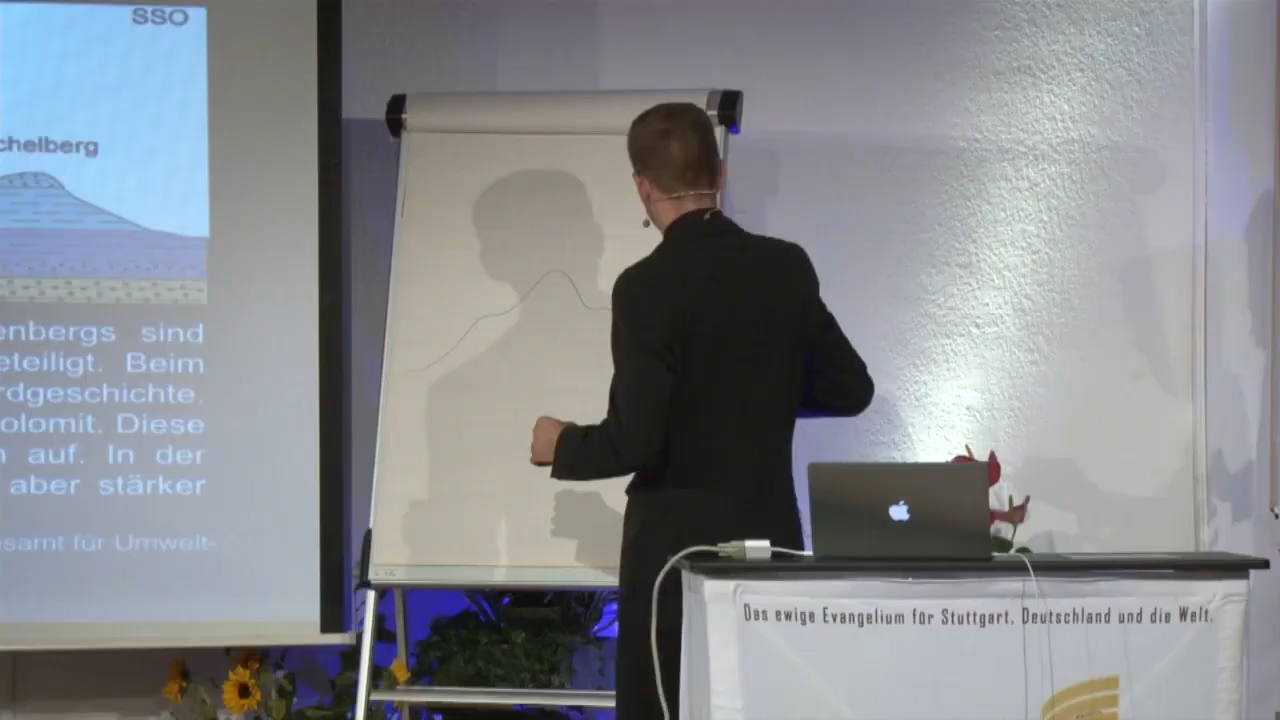 SSO
chelberg
enbergs sind
eteiligt. Beim
rdgeschichte.
olomit. Diese
n auf. In der
aber stärker
esamt für Umwelt-
Das ewige Evangelium für Stuttgart, Deutschland und die Welt.